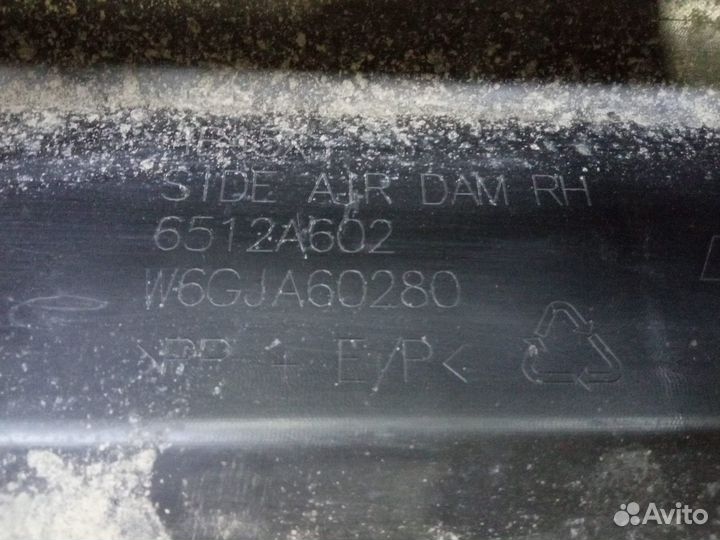 SIDE AIR DAM RH
6512A602
W6GJA60280
>PP + E/P<
Avito